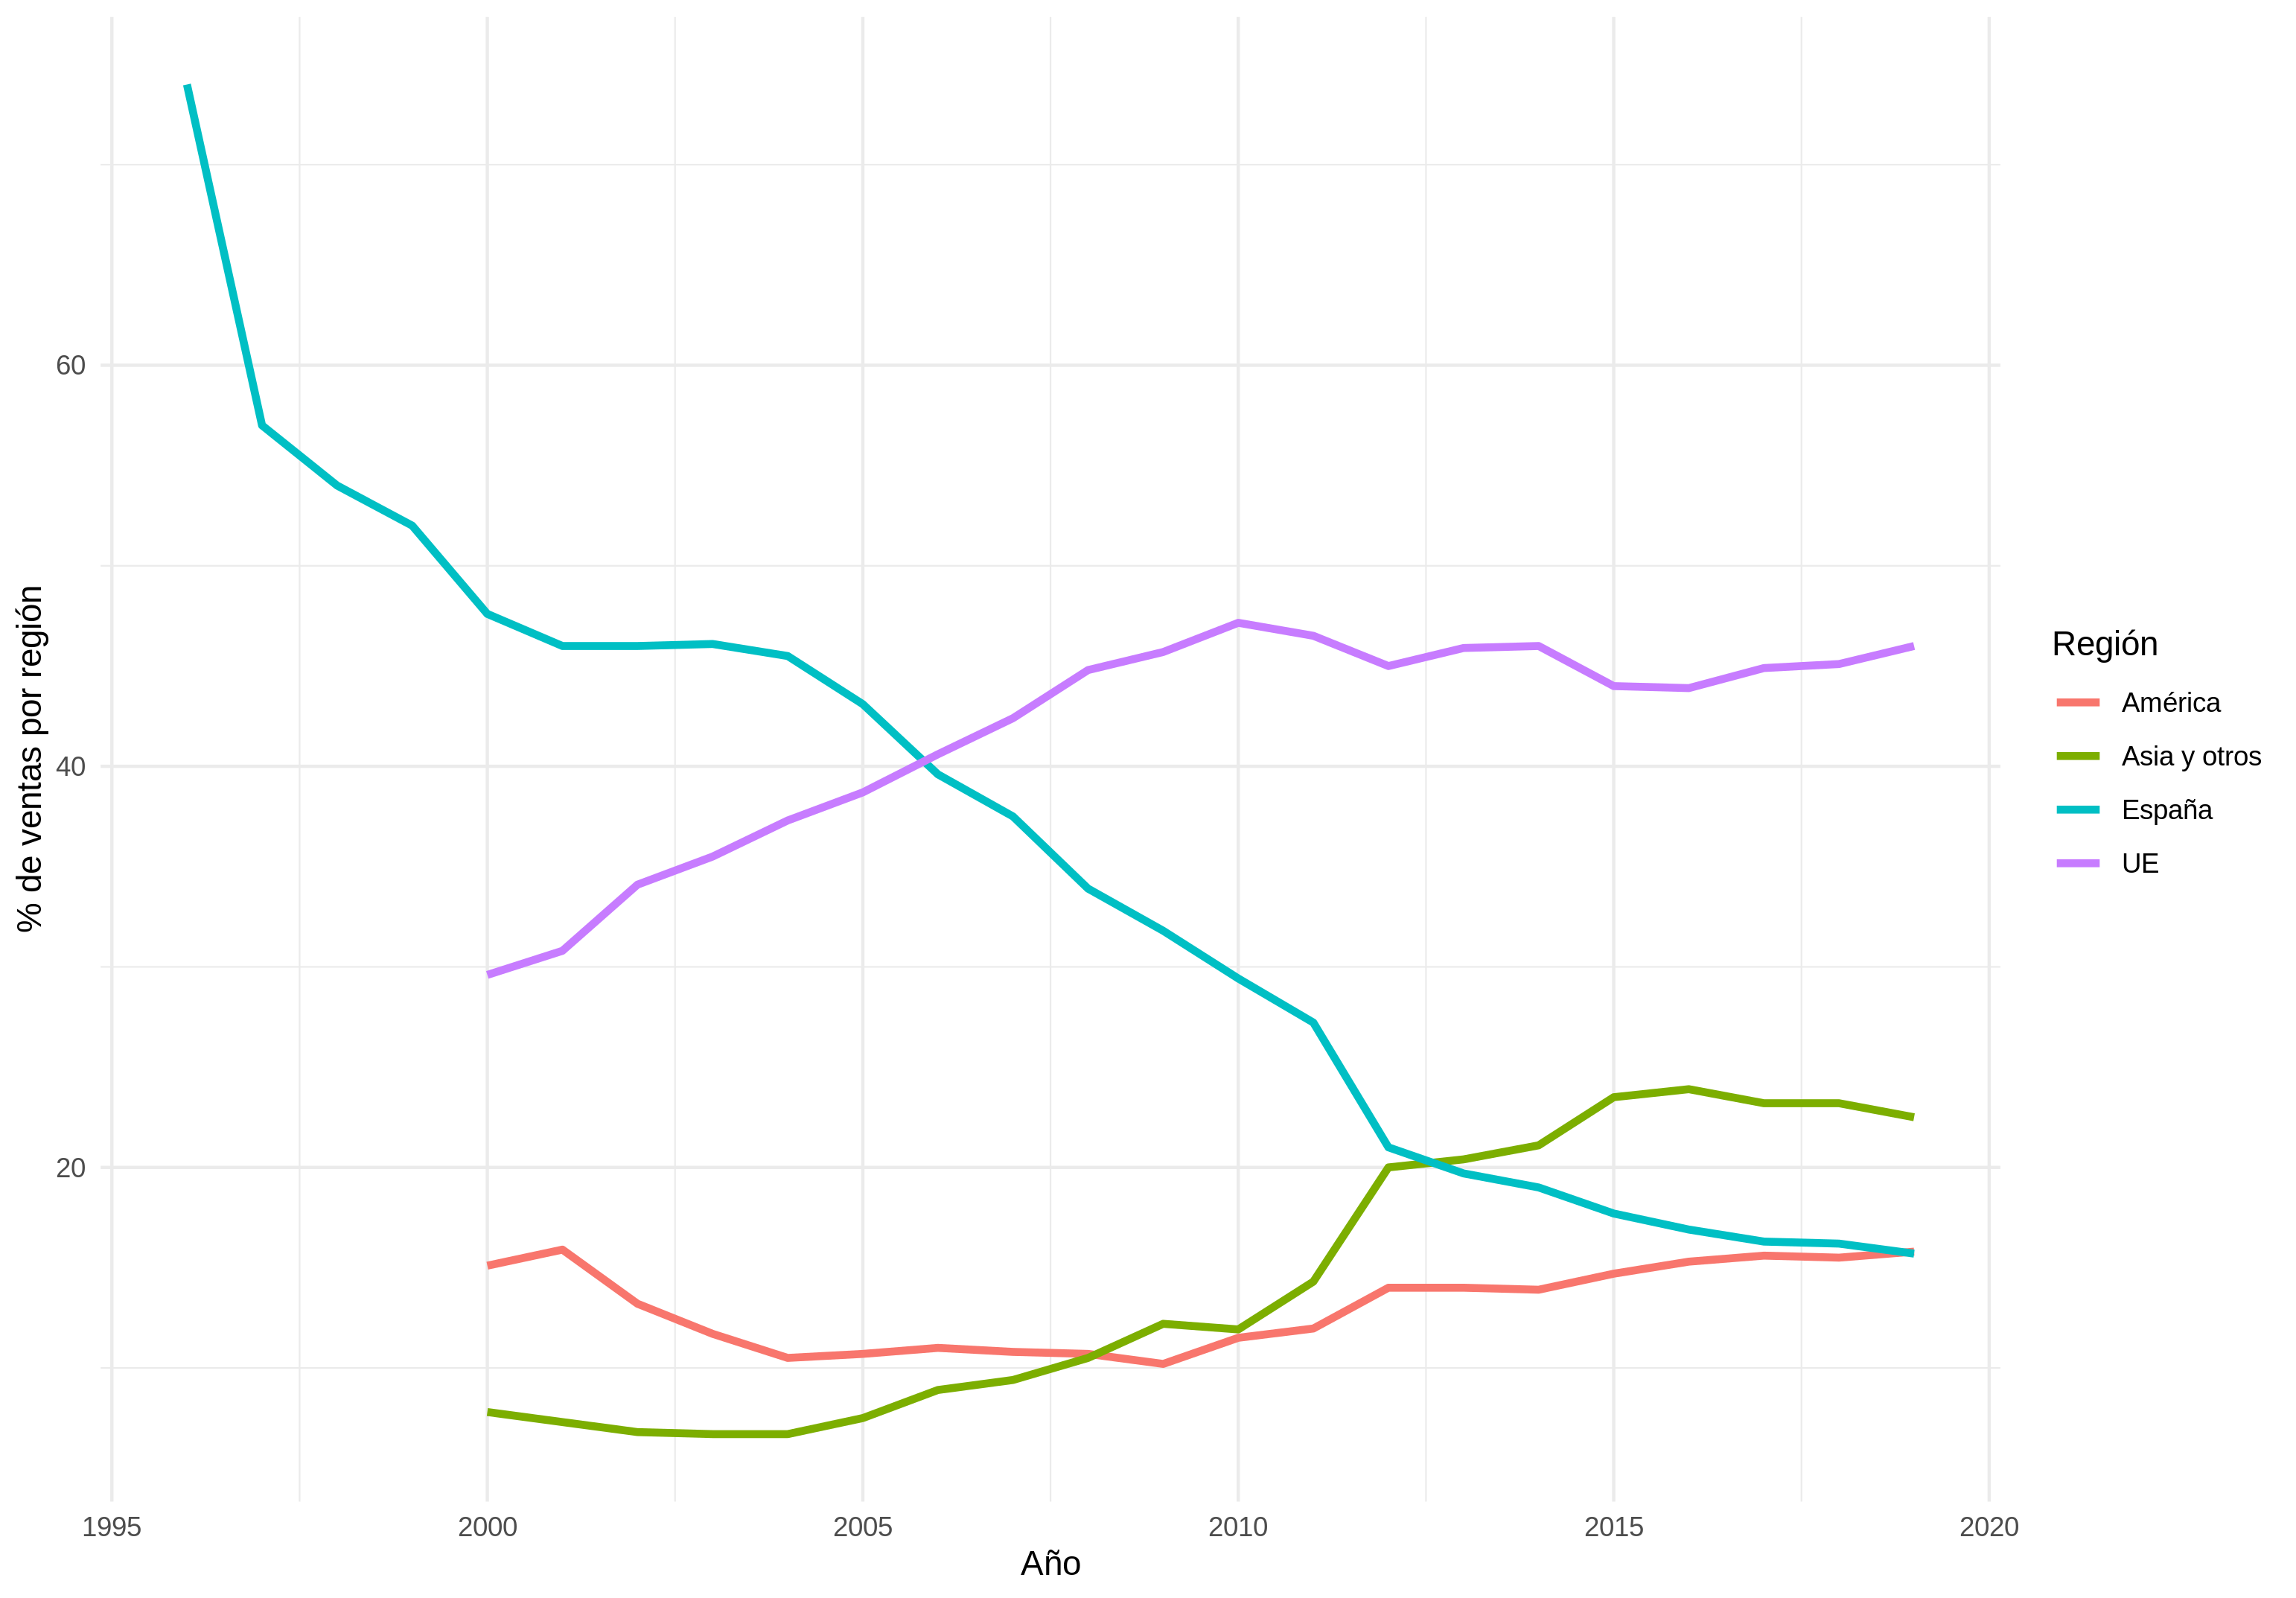 % de ventas por región
60
40
20
1995 2000 2005 2010 2015 2020
Año
Región
América
Asia y otros
España
UE